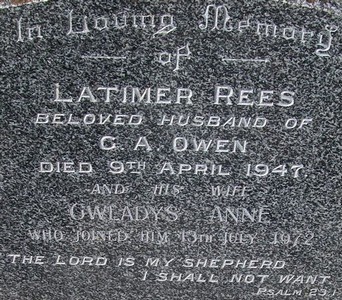 In Loving Memory
of
LATIMER REES
BELOVED HUSBAND OF
G. A. OWEN
DIED 9TH APRIL 1947.
AND HIS WIFE
GWLADYS ANNE
WHO JOINED HIM 13TH JULY 1972
THE LORD IS MY SHEPHERD
I SHALL NOT WANT.
PSALM 23.1